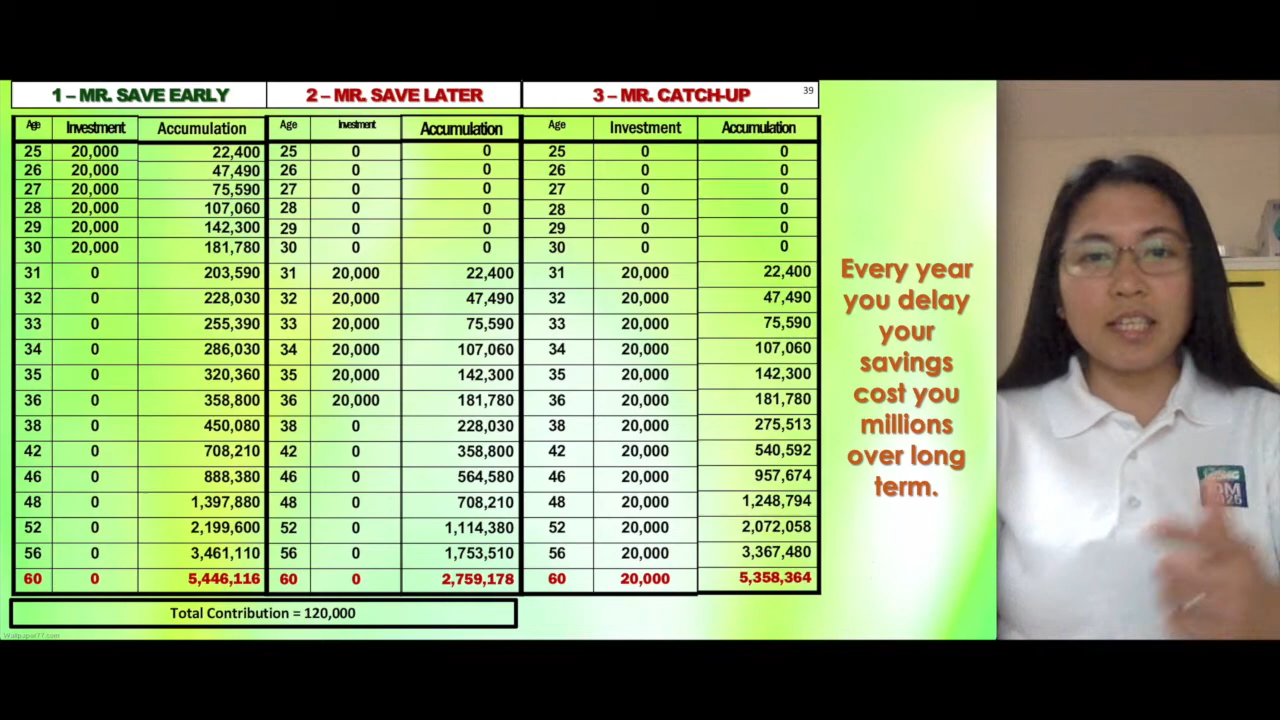 1 – MR. SAVE EARLY 2 – MR. SAVE LATER 3 – MR. CATCH-UP 39
Age Investment Accumulation Age Investment Accumulation Age Investment Accumulation
25 20,000 22,400 25 0 0 25 0 0
26 20,000 47,490 26 0 0 26 0 0
27 20,000 75,590 27 0 0 27 0 0
28 20,000 107,060 28 0 0 28 0 0
29 20,000 142,300 29 0 0 29 0 0
30 20,000 181,780 30 0 0 30 0 0
31 0 203,590 31 20,000 22,400 31 20,000 22,400
32 0 228,030 32 20,000 47,490 32 20,000 47,490
33 0 255,390 33 20,000 75,590 33 20,000 75,590
34 0 286,030 34 20,000 107,060 34 20,000 107,060
35 0 320,360 35 20,000 142,300 35 20,000 142,300
36 0 358,800 36 20,000 181,780 36 20,000 181,780
38 0 450,080 38 0 228,030 38 20,000 275,513
42 0 708,210 42 0 358,800 42 20,000 540,592
46 0 888,380 46 0 564,580 46 20,000 957,674
48 0 1,397,880 48 0 708,210 48 20,000 1,248,794
52 0 2,199,600 52 0 1,114,380 52 20,000 2,072,058
56 0 3,461,110 56 0 1,753,510 56 20,000 3,367,480
60 0 5,446,116 60 0 2,759,178 60 20,000 5,358,364
Total Contribution = 120,000
Wallpaper77.com
Every year
you delay
your
savings
cost you
millions
over long
term.